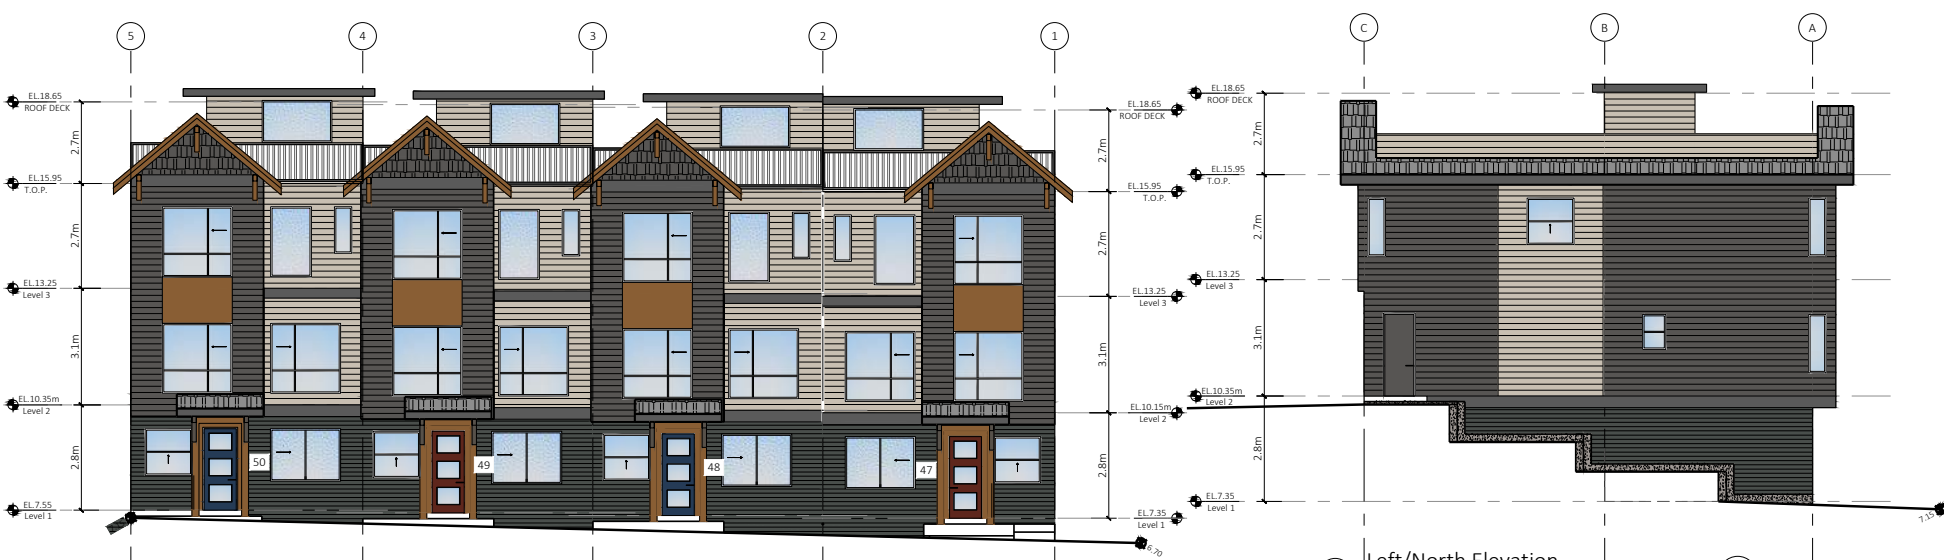 5
4
3
2
1
C
B
A
EL.18.65
ROOF DECK
2.7m
EL.15.95
T.O.P.
2.7m
EL.13.25
Level 3
3.1m
EL.10.35m
Level 2
2.8m
EL.7.55
Level 1
50
49
48
47
EL.18.65
ROOF DECK
2.7m
EL.15.95
T.O.P.
2.7m
EL.13.25
Level 3
3.1m
EL.10.15m
Level 2
2.8m
EL.7.35
Level 1
6.70
EL.18.65
ROOF DECK
2.7m
EL.15.95
T.O.P.
2.7m
EL.13.25
Level 3
3.1m
EL.10.35m
Level 2
2.8m
EL.7.35
Level 1
7.15
Left/North Elevation